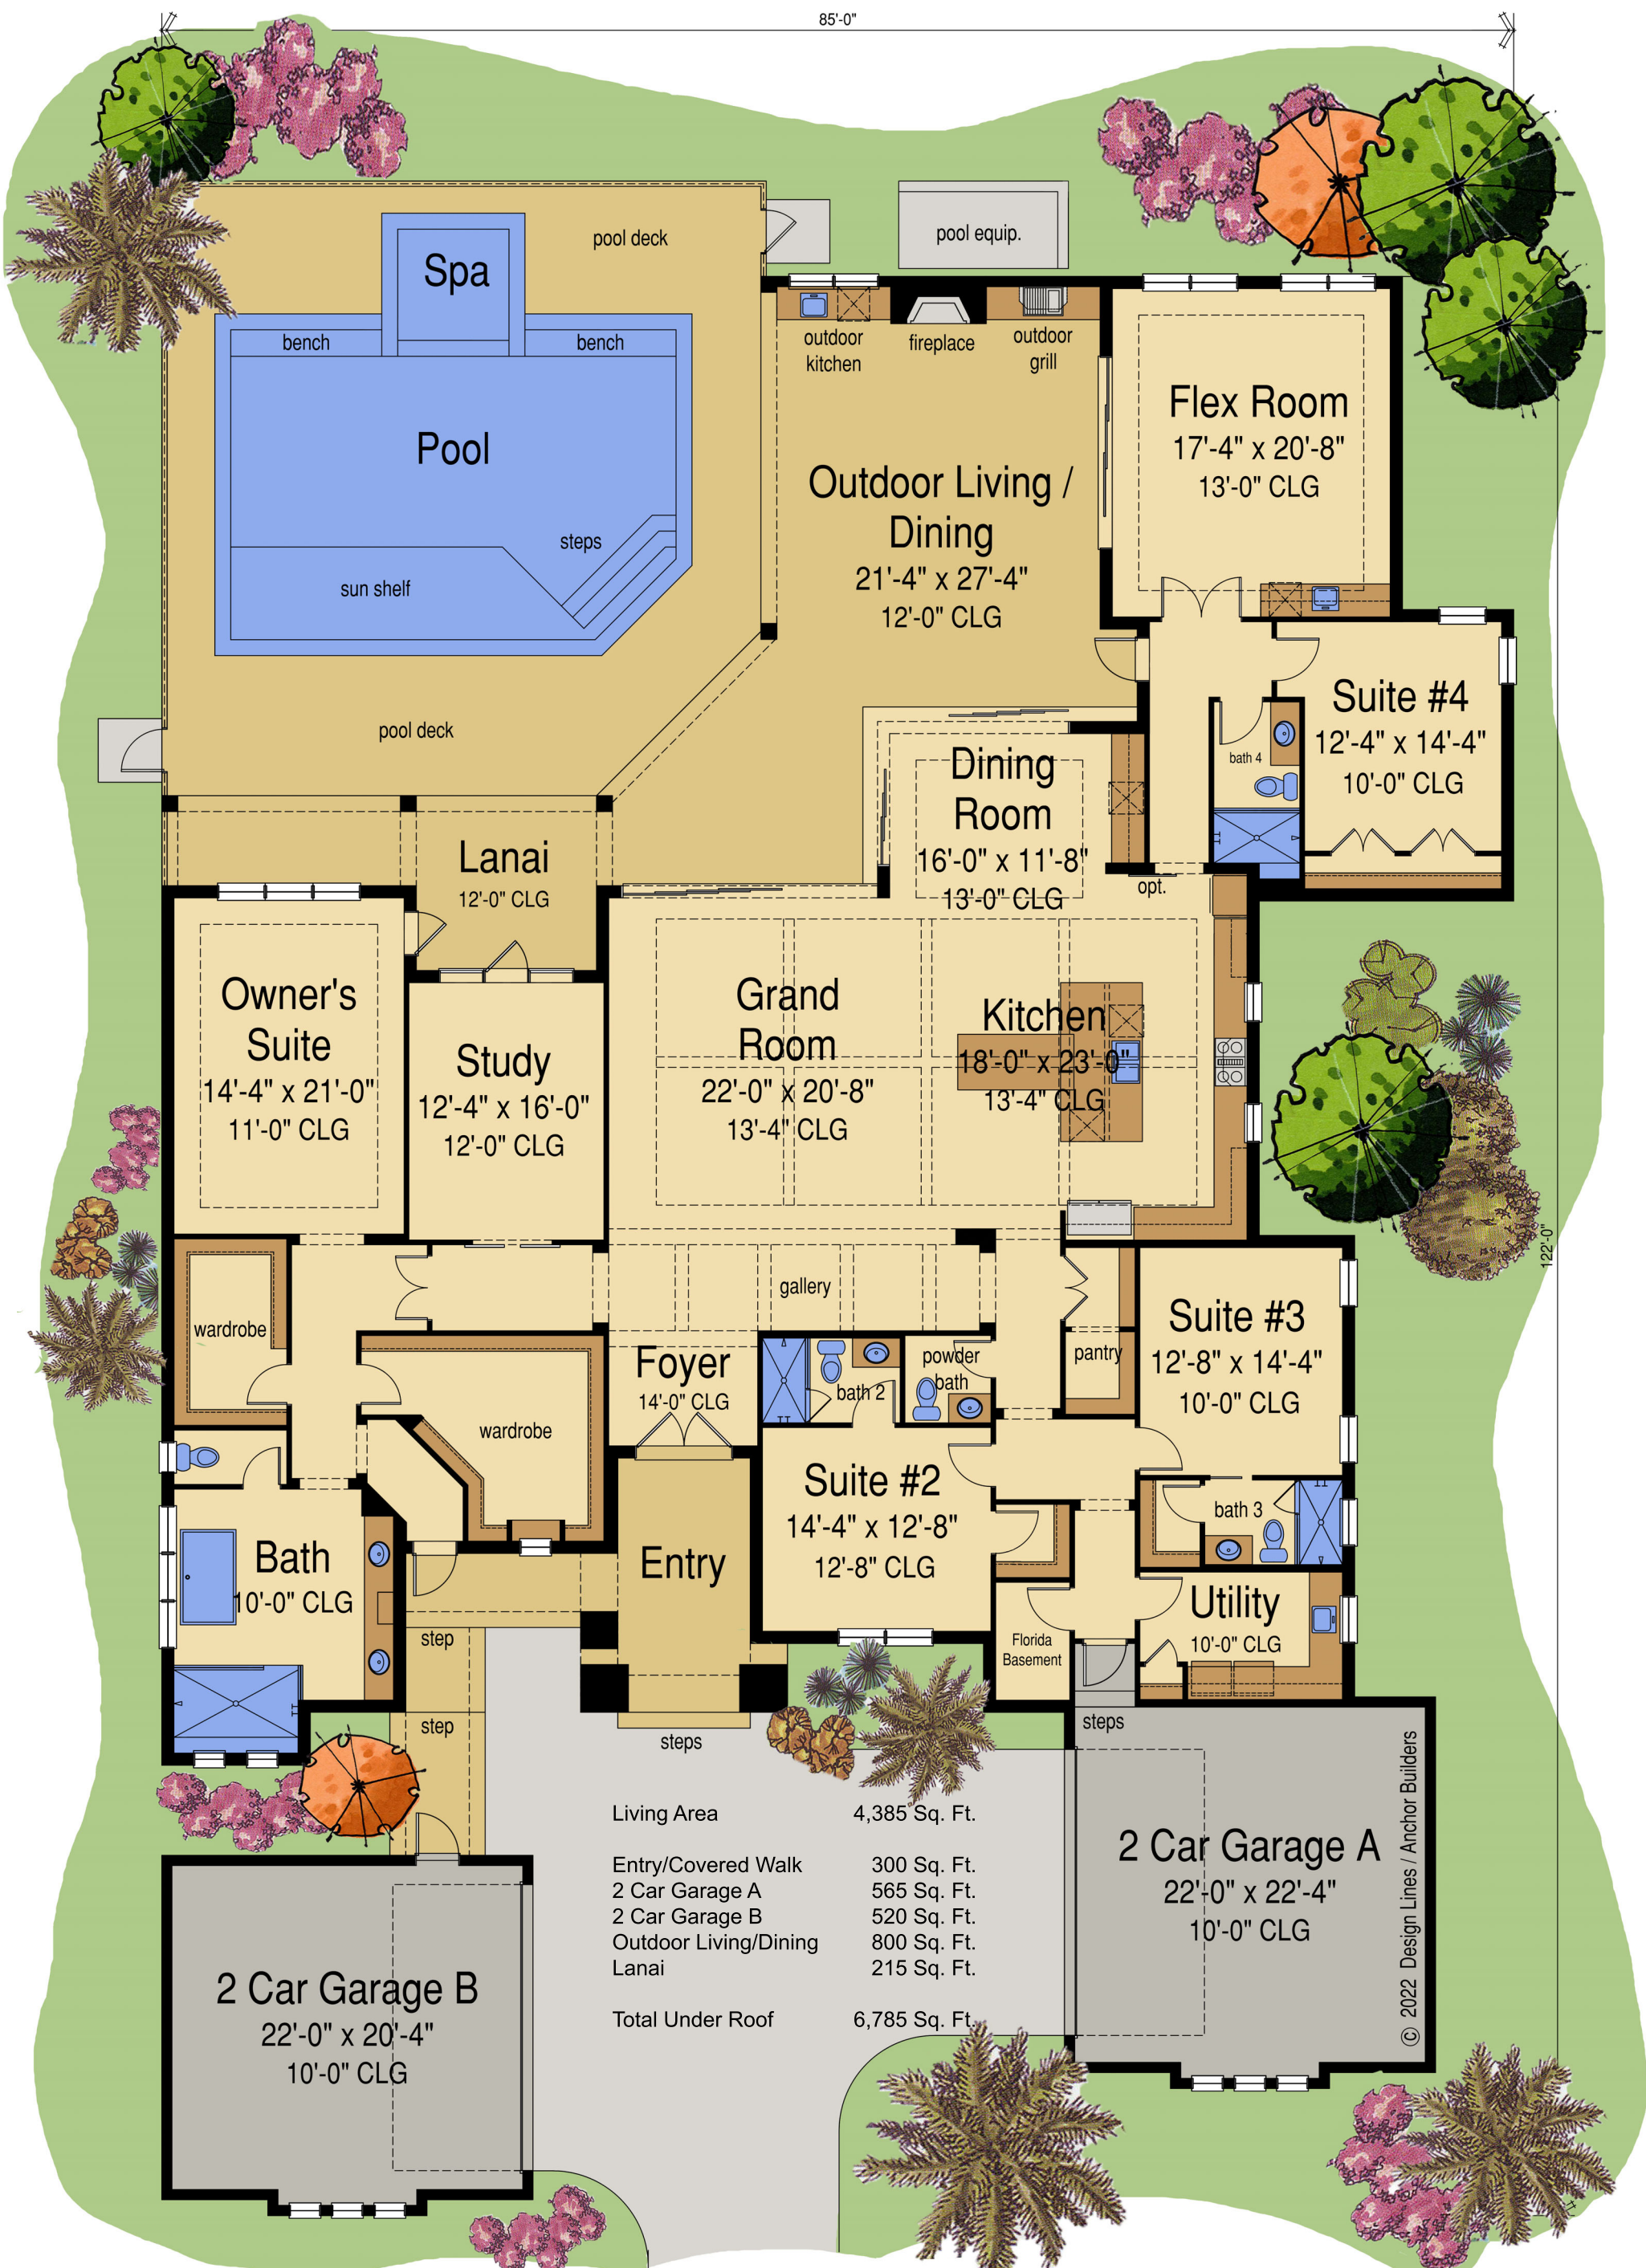 85'-0"
pool deck
pool equip.
Spa
bench
bench
outdoor
kitchen
fireplace
outdoor
grill
Pool
Flex Room
17'-4" x 20'-8"
13'-0" CLG
Outdoor Living /
Dining
21'-4" x 27'-4"
12'-0" CLG
steps
sun shelf
pool deck
Suite #4
12'-4" x 14'-4"
10'-0" CLG
bath 4
Dining
Room
16'-0" x 11'-8"
13'-0" CLG
opt.
Lanai
12'-0" CLG
Owner's
Suite
14'-4" x 21'-0"
11'-0" CLG
Study
12'-4" x 16'-0"
12'-0" CLG
Grand
Room
22'-0" x 20'-8"
13'-4" CLG
Kitchen
18'-0" x 23'-0"
13'-4" CLG
122'-0"
gallery
wardrobe
Foyer
14'-0" CLG
bath 2
powder
bath
pantry
Suite #3
12'-8" x 14'-4"
10'-0" CLG
wardrobe
Suite #2
14'-4" x 12'-8"
12'-8" CLG
bath 3
Bath
10'-0" CLG
Entry
Utility
10'-0" CLG
Florida
Basement
step
step
steps
steps
Living Area 4,385 Sq. Ft.
Entry/Covered Walk 300 Sq. Ft.
2 Car Garage A 565 Sq. Ft.
2 Car Garage B 520 Sq. Ft.
Outdoor Living/Dining 800 Sq. Ft.
Lanai 215 Sq. Ft.
Total Under Roof 6,785 Sq. Ft.
2 Car Garage A
22'-0" x 22'-4"
10'-0" CLG
© 2022 Design Lines / Anchor Builders
2 Car Garage B
22'-0" x 20'-4"
10'-0" CLG